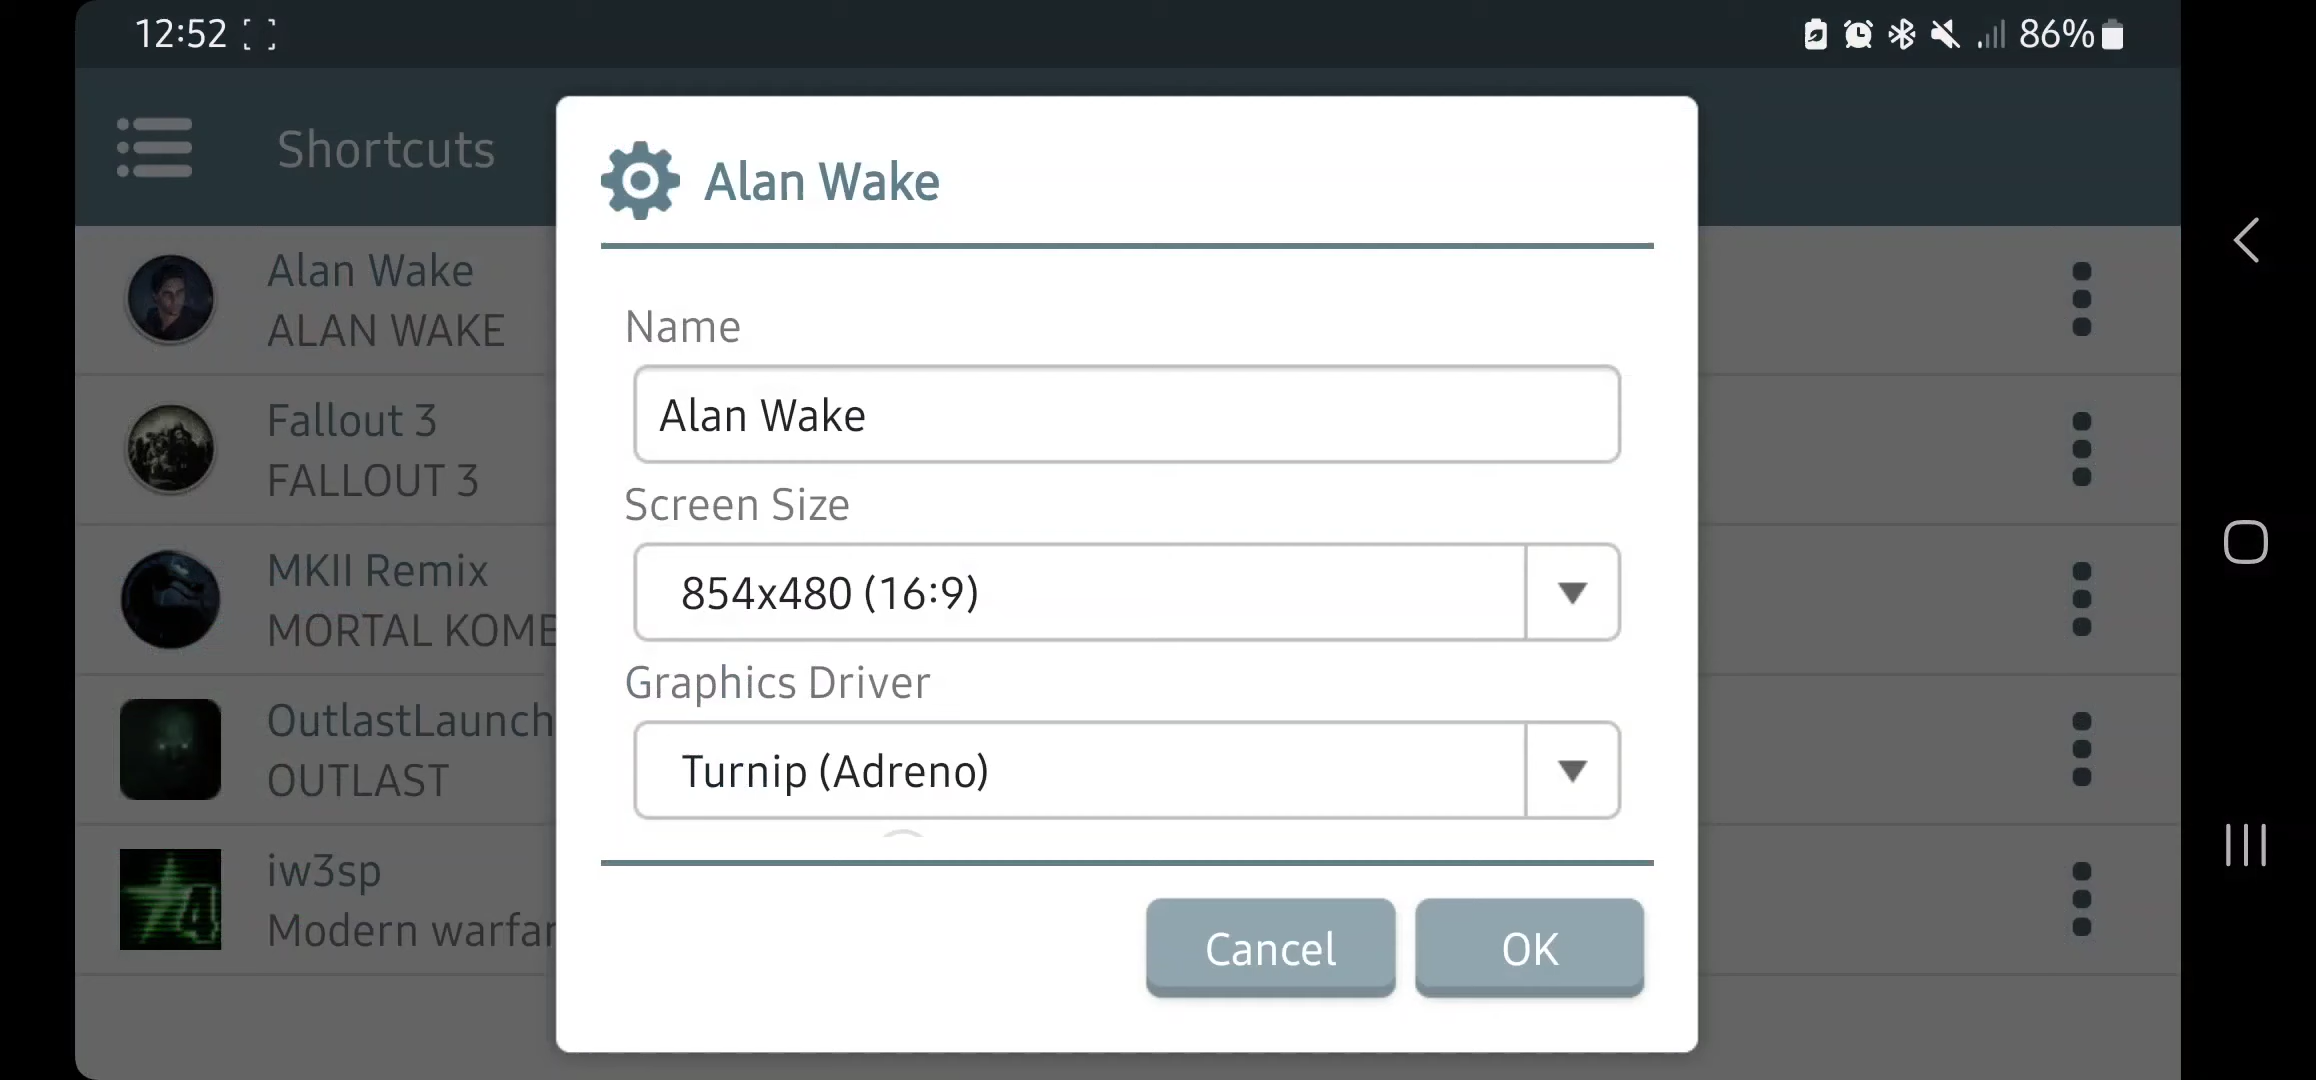 12:52
86%
Shortcuts
Alan Wake
ALAN WAKE
Fallout 3
FALLOUT 3
MKII Remix
MORTAL KOMB
OutlastLaunch
OUTLAST
iw3sp
Modern warfar
Alan Wake
Name
Alan Wake
Screen Size
854x480 (16:9)
Graphics Driver
Turnip (Adreno)
Cancel
OK